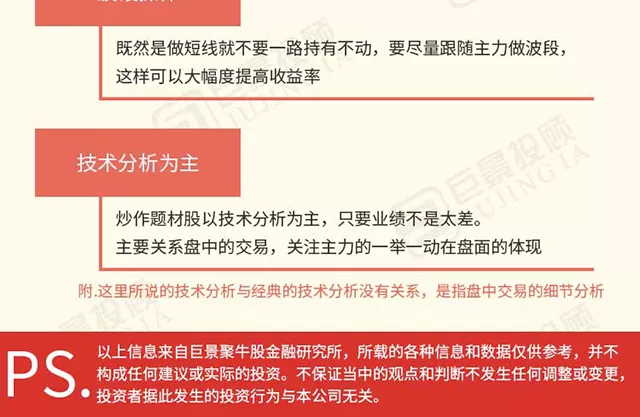 既然是做短线就不要一路持有不动，要尽量跟随主力做波段，
这样可以大幅度提高收益率
巨景投顾
JUJINGTA
技术分析为主
巨景投顾
JUJINGTA
炒作题材股以技术分析为主，只要业绩不是太差。
主要关系盘中的交易，关注主力的一举一动在盘面的体现
附.这里所说的技术分析与经典的技术分析没有关系，是指盘中交易的细节分析
PS.
以上信息来自巨景聚牛股金融研究所，所载的各种信息和数据仅供参考，并不
构成任何建议或实际的投资。不保证当中的观点和判断不发生任何调整或变更，
投资者据此发生的投资行为与本公司无关。